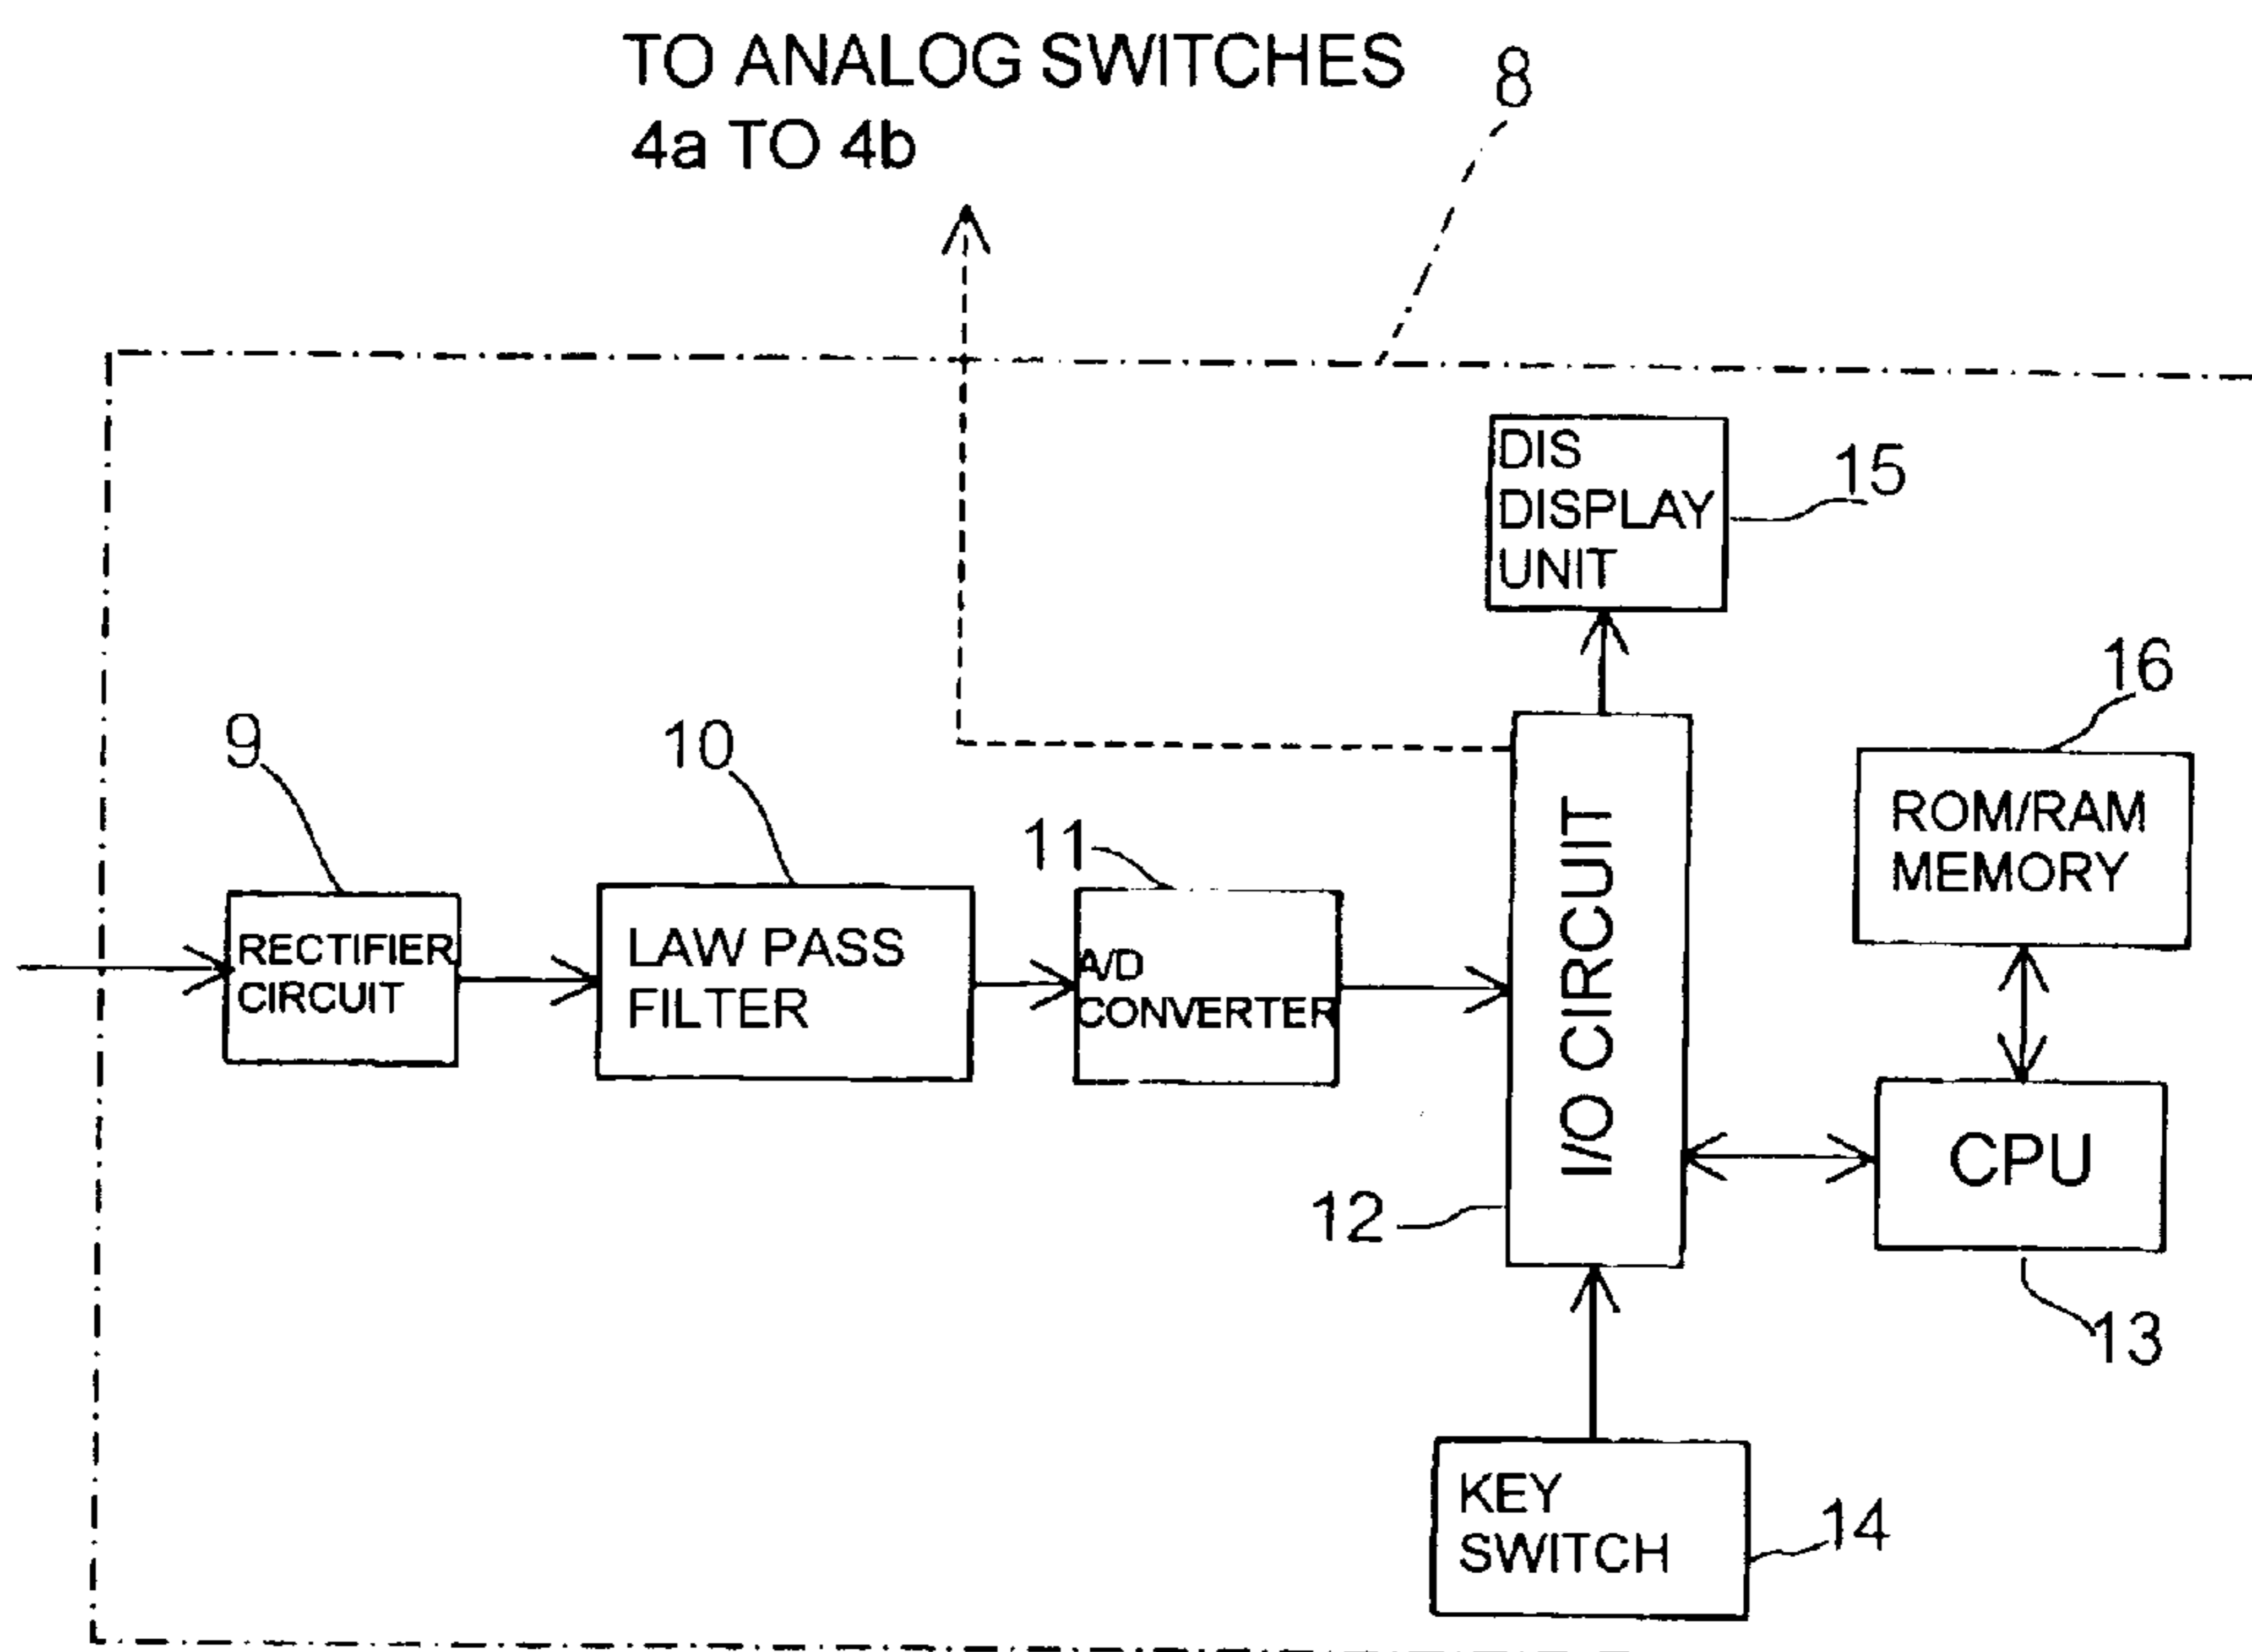 TO ANALOG SWITCHES
4a TO 4b
8
DIS
DISPLAY
UNIT
15
16
ROM/RAM
MEMORY
9
10
11
RECTIFIER
CIRCUIT
LAW PASS
FILTER
A/D
CONVERTER
I/O CIRCUIT
12
CPU
13
KEY
SWITCH
14